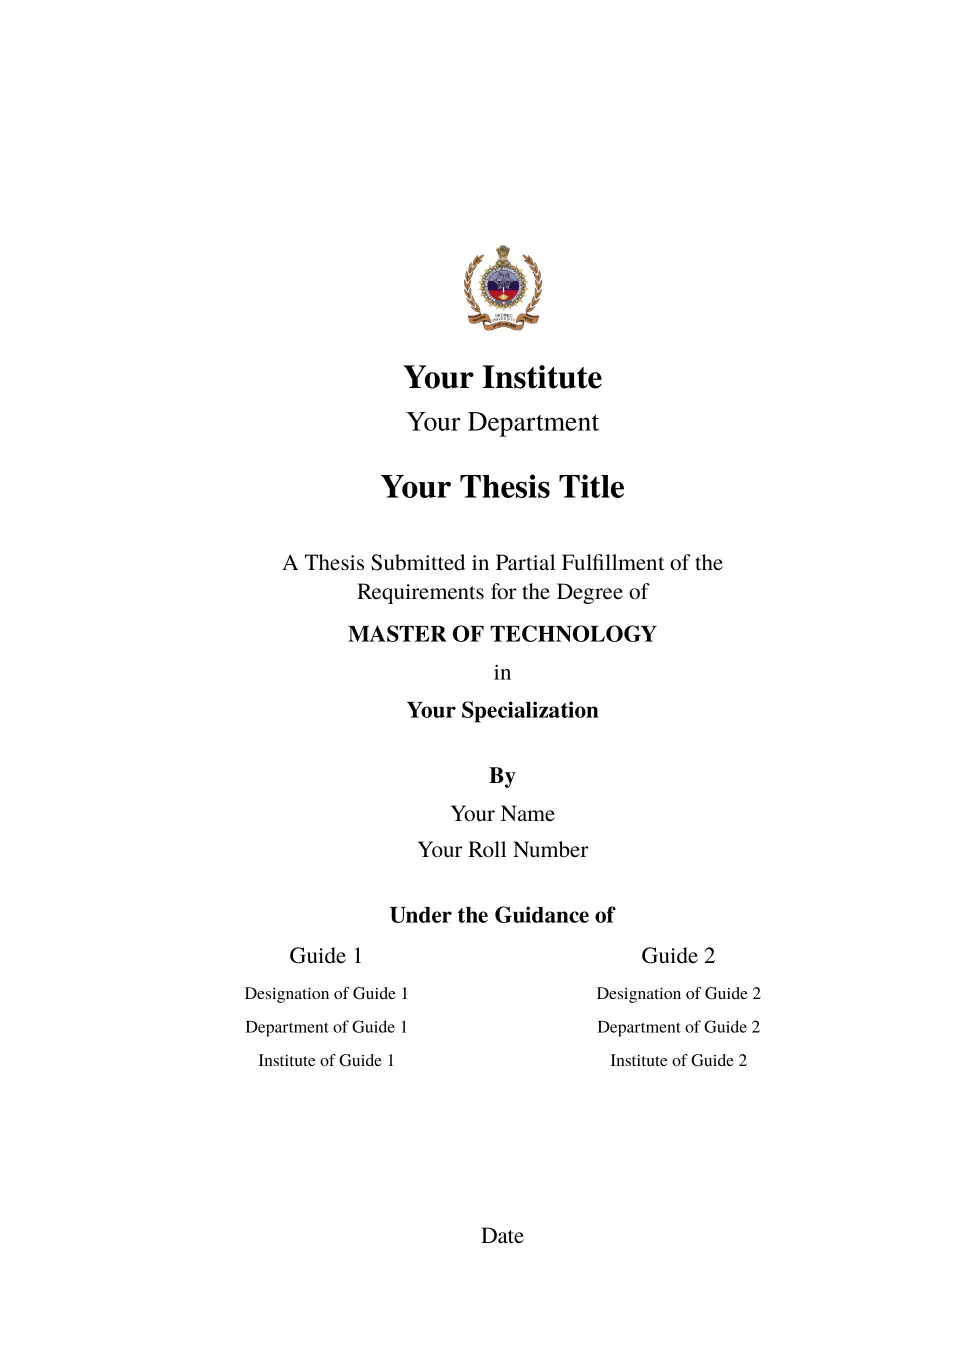 Your Institute
Your Department
Your Thesis Title
A Thesis Submitted in Partial Fulfillment of the
Requirements for the Degree of
MASTER OF TECHNOLOGY
in
Your Specialization
By
Your Name
Your Roll Number
Under the Guidance of
Guide 1
Designation of Guide 1
Department of Guide 1
Institute of Guide 1
Guide 2
Designation of Guide 2
Department of Guide 2
Institute of Guide 2
Date